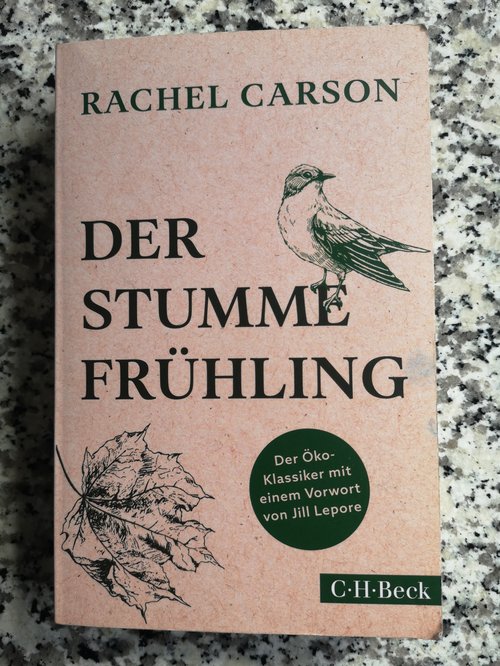 RACHEL CARSON
DER
STUMME
FRÜHLING
Der Öko-
Klassiker mit
einem Vorwort
von Jill Lepore
C·H·Beck